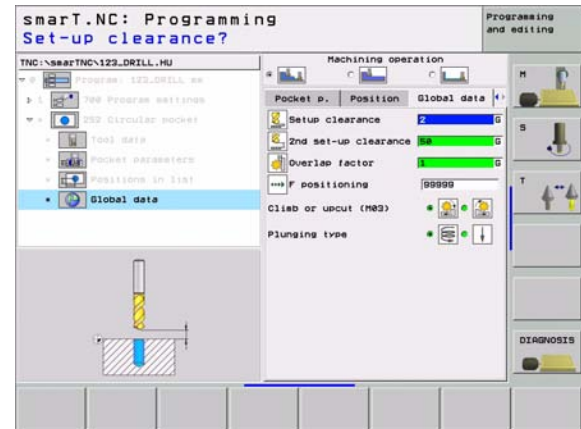 smarT.NC: Programming
Set-up clearance?
Programming
and editing
TNC:\smarTNC\123_DRILL.HU
0 Program: 123_DRILL mm
1 700 Program settings
252 Circular pocket
Tool data
Pocket parameters
Positions in list
Global data
Machining operation
Pocket p. Position Global data
Setup clearance 2 G
2nd set-up clearance 50 G
Overlap factor 1 G
F positioning 99999
Climb or upcut (M03)
Plunging type
M
S
T
DIAGNOSIS